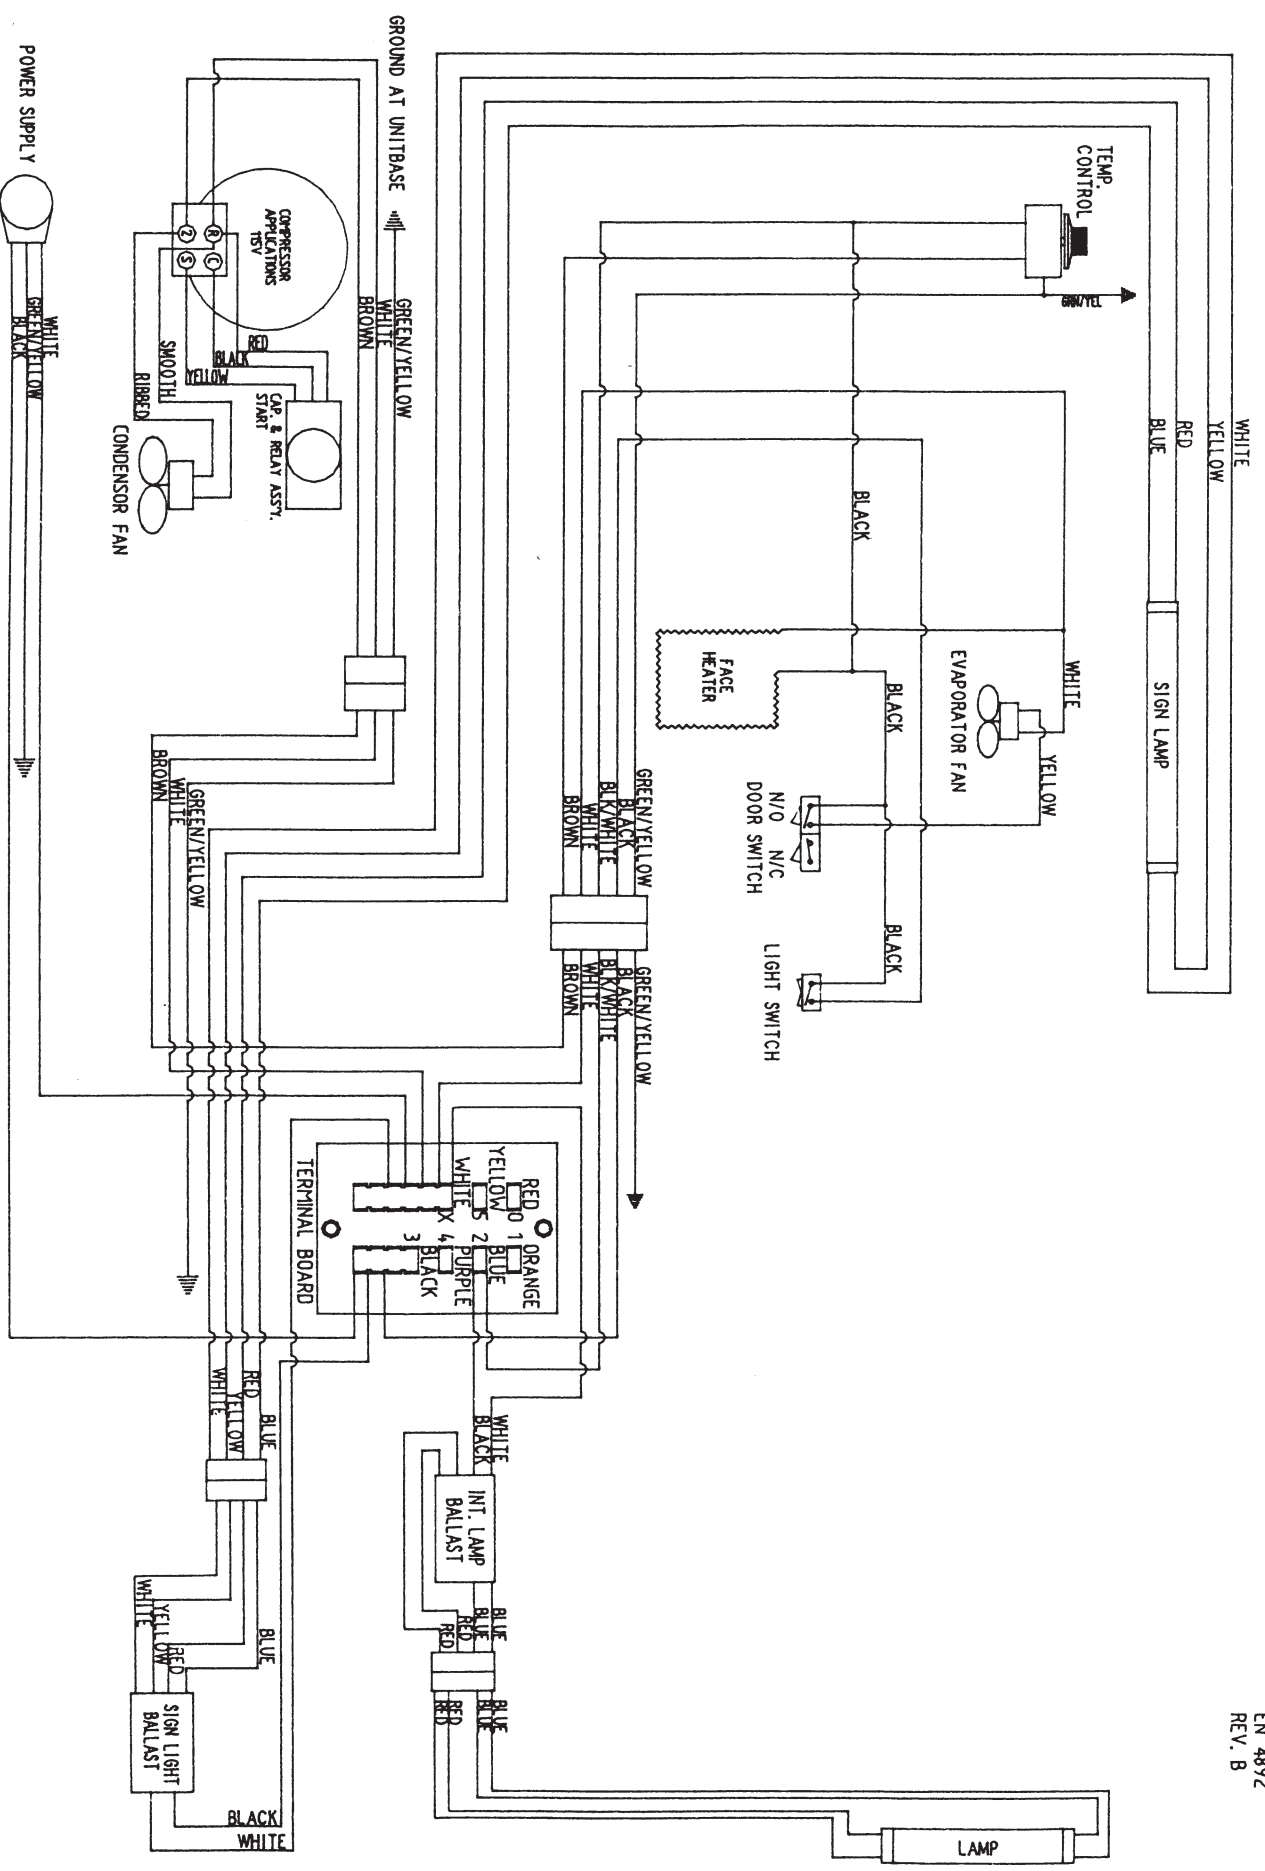 TEMP.
CONTROL
GRN/YEL
WHITE
YELLOW
RED
BLUE
SIGN LAMP
EN 4892
REV. B
GROUND AT UNITBASE
GREEN/YELLOW
WHITE
BROWN
COMPRESSOR
APPLICATIONS
115V
R
C
2
S
RED
BLACK
YELLOW
SMOOTH
RIBBED
CAP. & RELAY ASS'Y.
START
CONDENSOR FAN
POWER SUPPLY
WHITE
GREEN/YELLOW
BLACK
BLACK
FACE
HEATER
BLACK
EVAPORATOR FAN
WHITE
YELLOW
N/O N/C
DOOR SWITCH
BLACK
LIGHT SWITCH
GREEN/YELLOW
BLACK
BLK/WHITE
WHITE
BROWN
GREEN/YELLOW
BLACK
BLK/WHITE
WHITE
BROWN
GREEN/YELLOW
WHITE
BROWN
RED 0 1 ORANGE
YELLOW 5 2 BLUE
WHITE X 4 PURPLE
3 BLACK
TERMINAL BOARD
BLUE
RED
YELLOW
WHITE
WHITE
BLACK
INT. LAMP
BALLAST
BLUE
BLUE
RED
RED
BLUE
BLUE
RED
RED
LAMP
BLUE
RED
YELLOW
WHITE
SIGN LIGHT
BALLAST
BLACK
WHITE